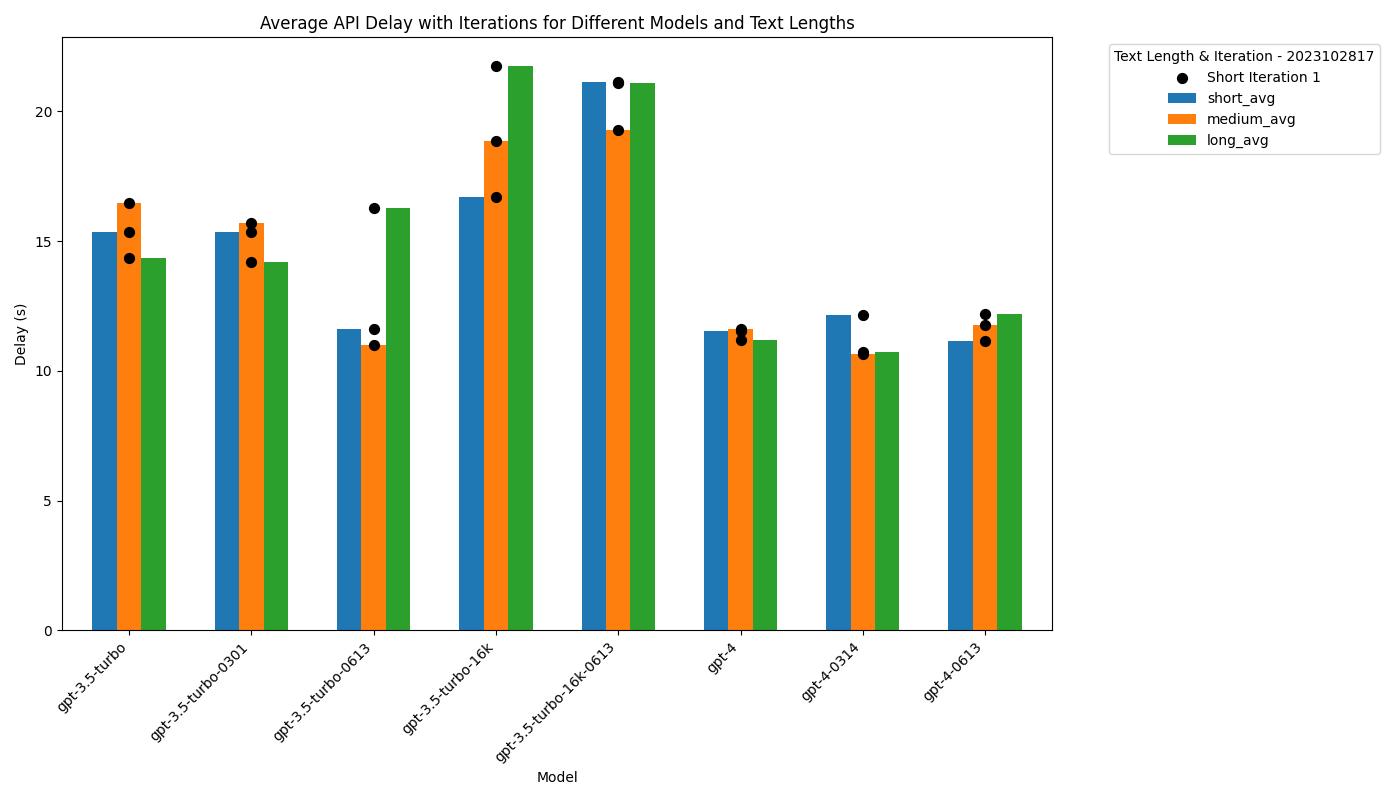 Average API Delay with Iterations for Different Models and Text Lengths
Text Length & Iteration - 2023102817
Short Iteration 1
short_avg
medium_avg
long_avg
Delay (s)
20
15
10
5
0
gpt-3.5-turbo
gpt-3.5-turbo-0301
gpt-3.5-turbo-0613
gpt-3.5-turbo-16k
gpt-3.5-turbo-16k-0613
gpt-4
gpt-4-0314
gpt-4-0613
Model